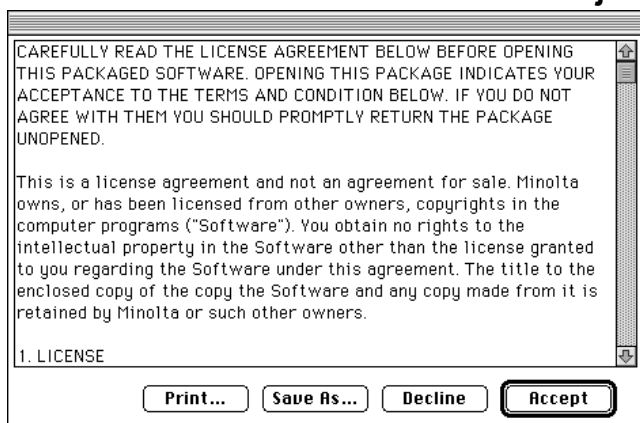 CAREFULLY READ THE LICENSE AGREEMENT BELOW BEFORE OPENING
THIS PACKAGED SOFTWARE. OPENING THIS PACKAGE INDICATES YOUR
ACCEPTANCE TO THE TERMS AND CONDITION BELOW. IF YOU DO NOT
AGREE WITH THEM YOU SHOULD PROMPTLY RETURN THE PACKAGE
UNOPENED.
This is a license agreement and not an agreement for sale. Minolta
owns, or has been licensed from other owners, copyrights in the
computer programs ("Software"). You obtain no rights to the
intellectual property in the Software other than the license granted
to you regarding the Software under this agreement. The title to the
enclosed copy of the copy the Software and any copy made from it is
retained by Minolta or such other owners.
1. LICENSE
Print... Save As... Decline Accept